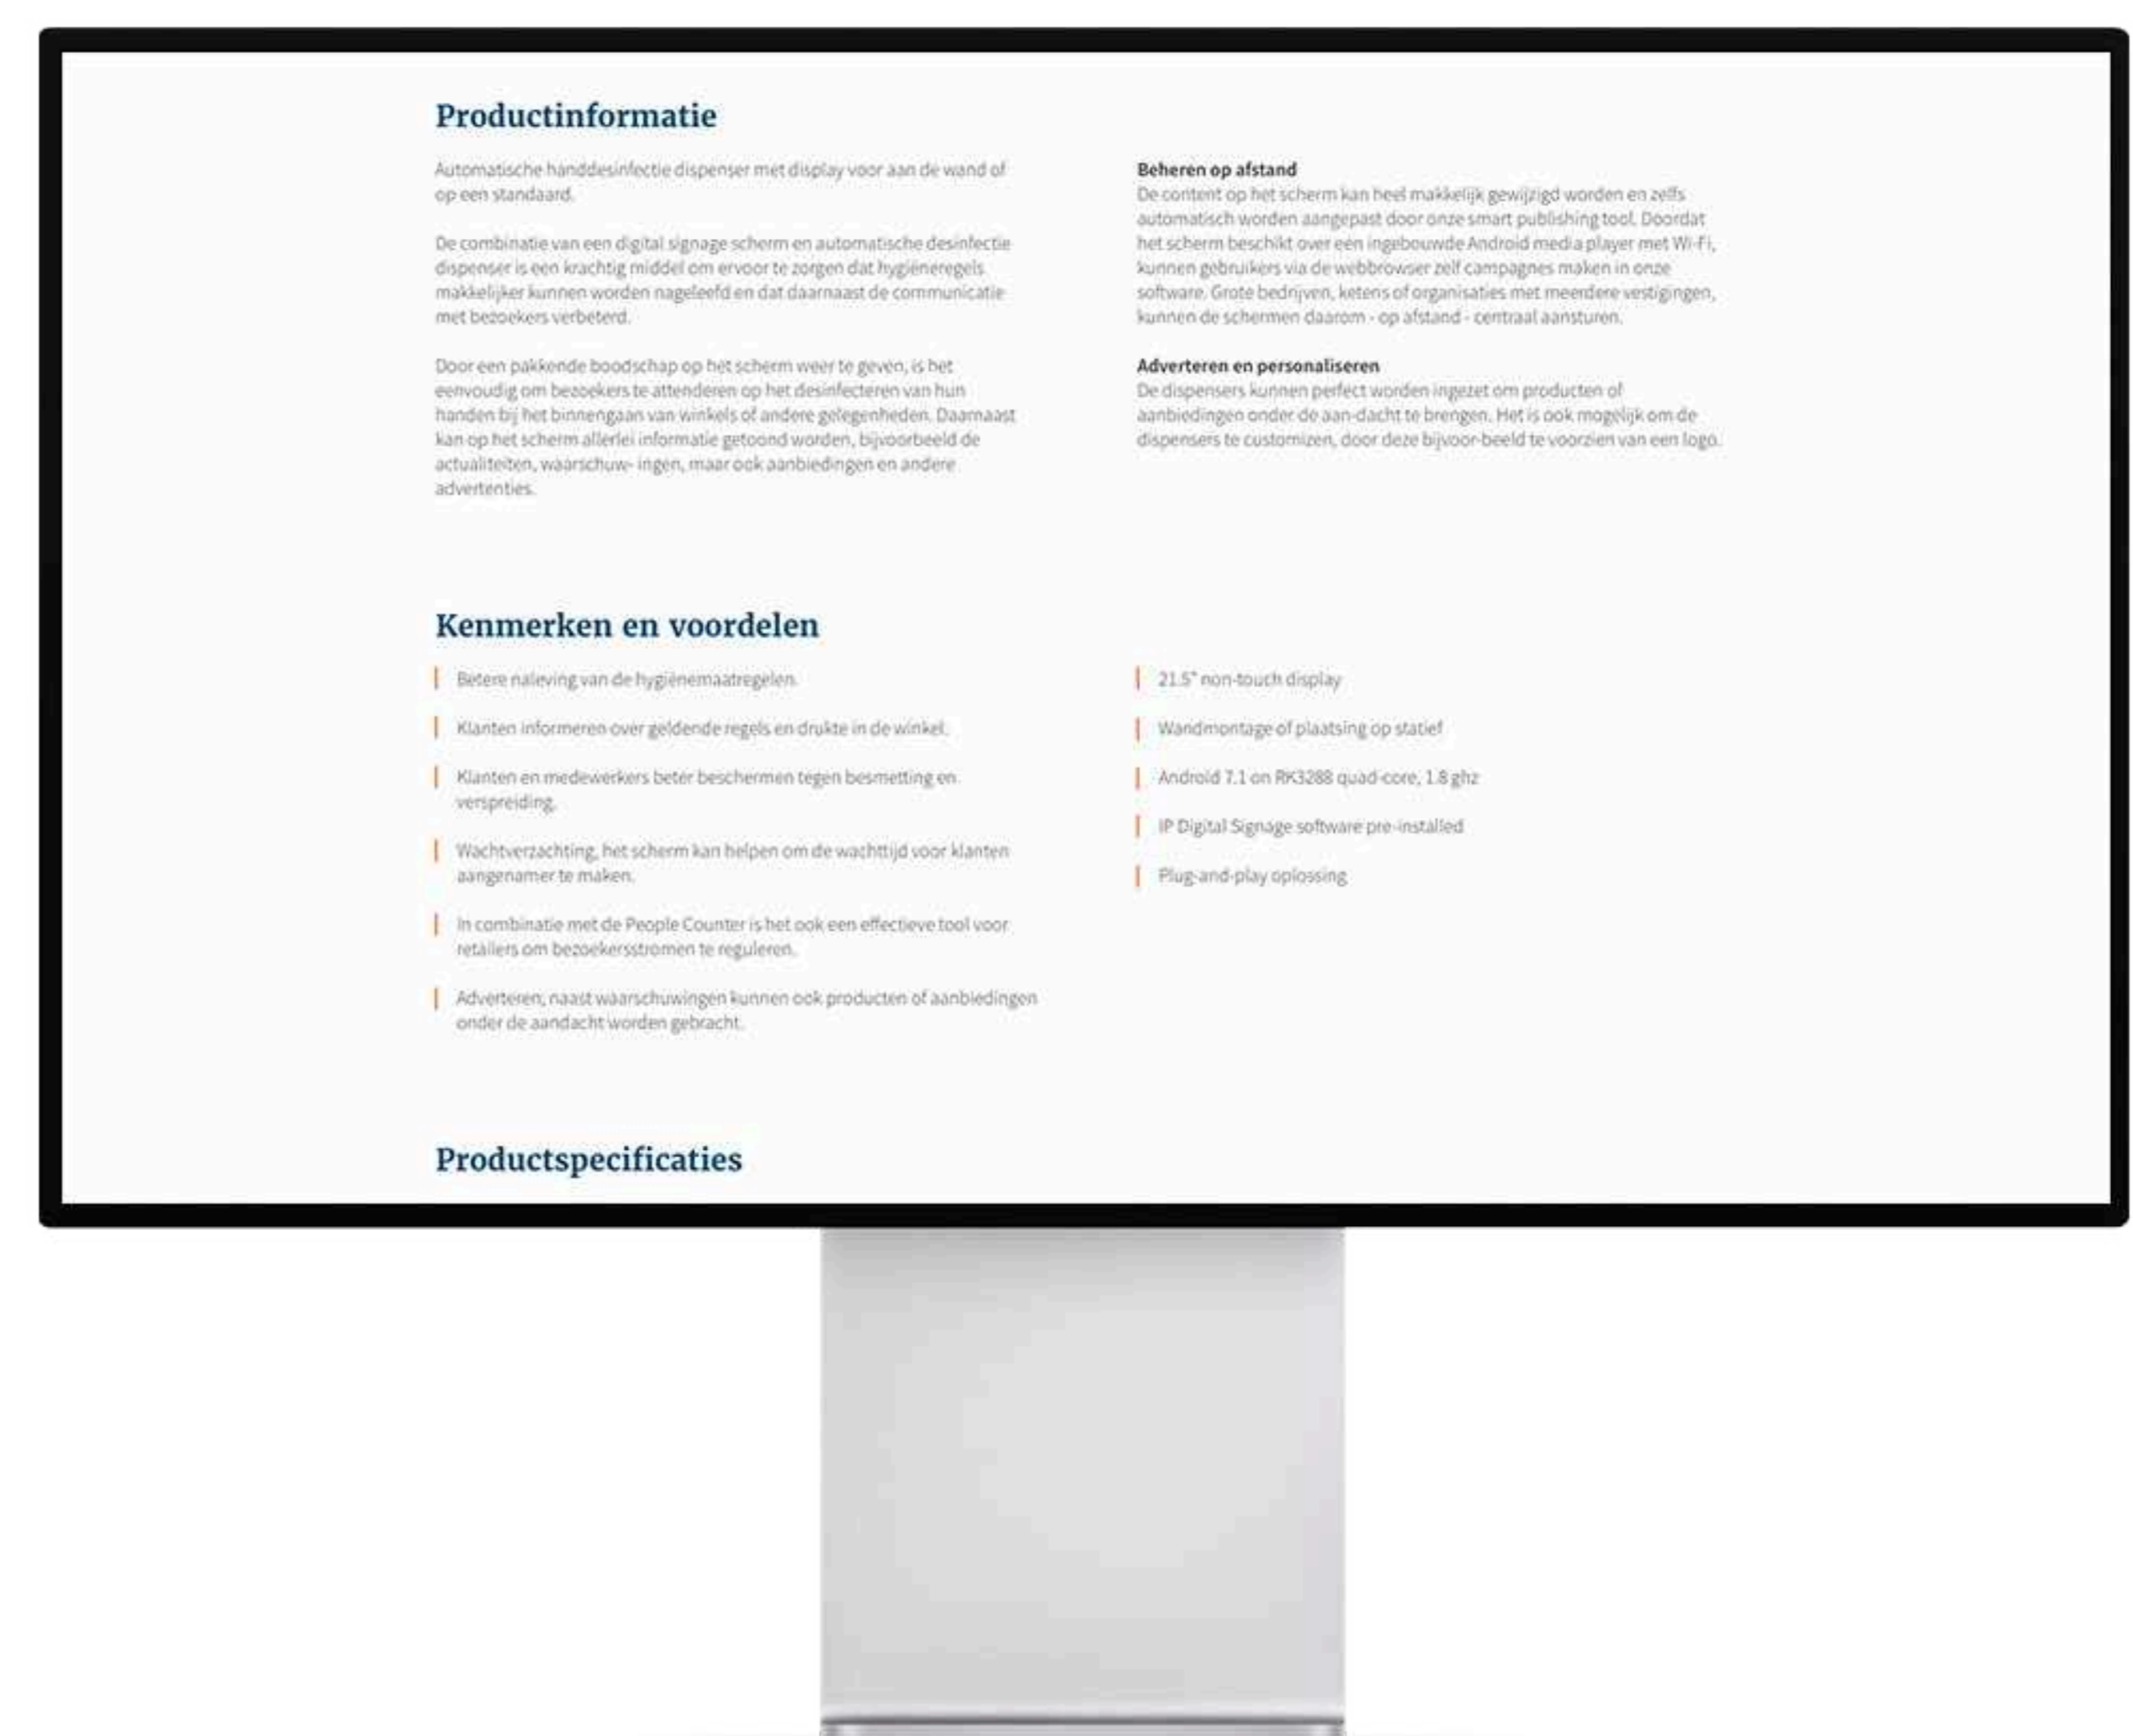 Productinformatie
Automatische handdesinfectie dispenser met display voor aan de wand of
op een standaard.
De combinatie van een digital signage scherm en automatische desinfectie
dispenser is een krachtig middel om ervoor te zorgen dat hygiëneregels
makkelijker kunnen worden nageleefd en dat daarnaast de communicatie
met bezoekers verbeterd.
Door een pakkende boodschap op het scherm weer te geven, is het
eenvoudig om bezoekers te attenderen op het desinfecteren van hun
handen bij het binnengaan van winkels of andere gelegenheden. Daarnaast
kan op het scherm allerlei informatie getoond worden, bijvoorbeeld de
actualiteiten, waarschuw- ingen, maar ook aanbiedingen en andere
advertenties.
Beheren op afstand
De content op het scherm kan heel makkelijk gewijzigd worden en zelfs
automatisch worden aangepast door onze smart publishing tool. Doordat
het scherm beschikt over een ingebouwde Android media player met Wi-Fi,
kunnen gebruikers via de webbrowser zelf campagnes maken in onze
software. Grote bedrijven, ketens of organisaties met meerdere vestigingen,
kunnen de schermen daarom - op afstand - centraal aansturen.
Adverteren en personaliseren
De dispensers kunnen perfect worden ingezet om producten of
aanbiedingen onder de aan-dacht te brengen. Het is ook mogelijk om de
dispensers te customizen, door deze bijvoor-beeld te voorzien van een logo.
Kenmerken en voordelen
Betere naleving van de hygiënemaatregelen.
Klanten informeren over geldende regels en drukte in de winkel.
Klanten en medewerkers beter beschermen tegen besmetting en
verspreiding.
Wachtverzachting, het scherm kan helpen om de wachttijd voor klanten
aangenamer te maken.
In combinatie met de People Counter is het ook een effectieve tool voor
retailers om bezoekersstromen te reguleren.
Adverteren; naast waarschuwingen kunnen ook producten of aanbiedingen
onder de aandacht worden gebracht.
21.5" non-touch display
Wandmontage of plaatsing op statief
Android 7.1 on RK3288 quad-core, 1.8 ghz
IP Digital Signage software pre-installed
Plug-and-play oplossing
Productspecificaties